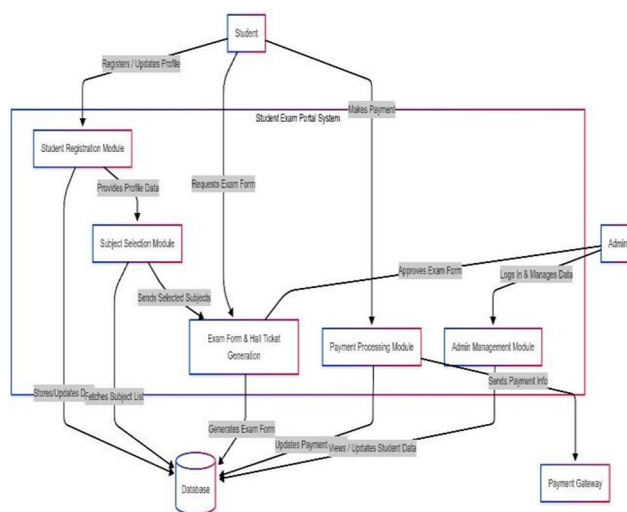 Student
Registers / Updates Profile
Makes Payment
Student Exam Portal System
Student Registration Module
Provides Profile Data
Requests Exam Form
Subject Selection Module
Admin
Approves Exam Form
Logs In & Manages Data
Sends Selected Subjects
Exam Form & Hall Ticket
Generation
Payment Processing Module
Admin Management Module
Sends Payment Info
Stores/Updates D
Fetches Subject List
Generates Exam Form
Updates Payment
Views / Updates Student Data
Database
Payment Gateway